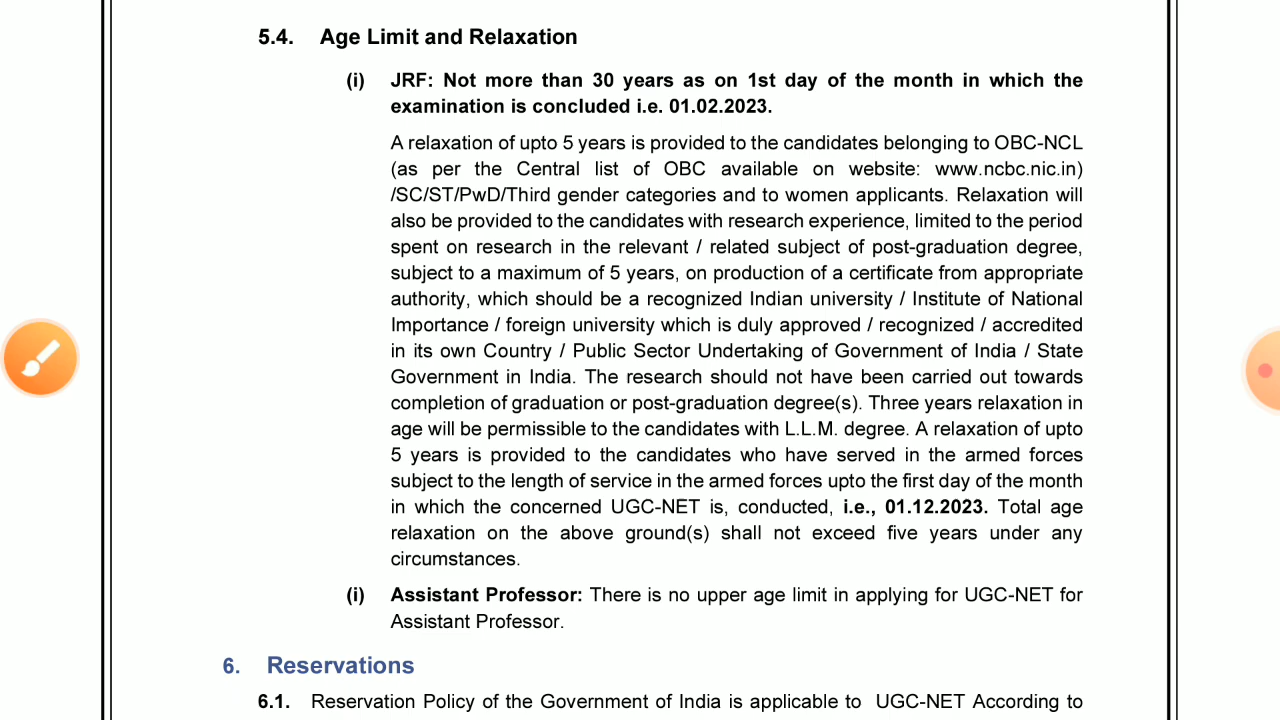 5.4. Age Limit and Relaxation
(i) JRF: Not more than 30 years as on 1st day of the month in which the
examination is concluded i.e. 01.02.2023.
A relaxation of upto 5 years is provided to the candidates belonging to OBC-NCL
(as per the Central list of OBC available on website: www.ncbc.nic.in)
/SC/ST/PwD/Third gender categories and to women applicants. Relaxation will
also be provided to the candidates with research experience, limited to the period
spent on research in the relevant / related subject of post-graduation degree,
subject to a maximum of 5 years, on production of a certificate from appropriate
authority, which should be a recognized Indian university / Institute of National
Importance / foreign university which is duly approved / recognized / accredited
in its own Country / Public Sector Undertaking of Government of India / State
Government in India. The research should not have been carried out towards
completion of graduation or post-graduation degree(s). Three years relaxation in
age will be permissible to the candidates with L.L.M. degree. A relaxation of upto
5 years is provided to the candidates who have served in the armed forces
subject to the length of service in the armed forces upto the first day of the month
in which the concerned UGC-NET is, conducted, i.e., 01.12.2023. Total age
relaxation on the above ground(s) shall not exceed five years under any
circumstances.
(i) Assistant Professor: There is no upper age limit in applying for UGC-NET for
Assistant Professor.
6. Reservations
6.1. Reservation Policy of the Government of India is applicable to UGC-NET According to